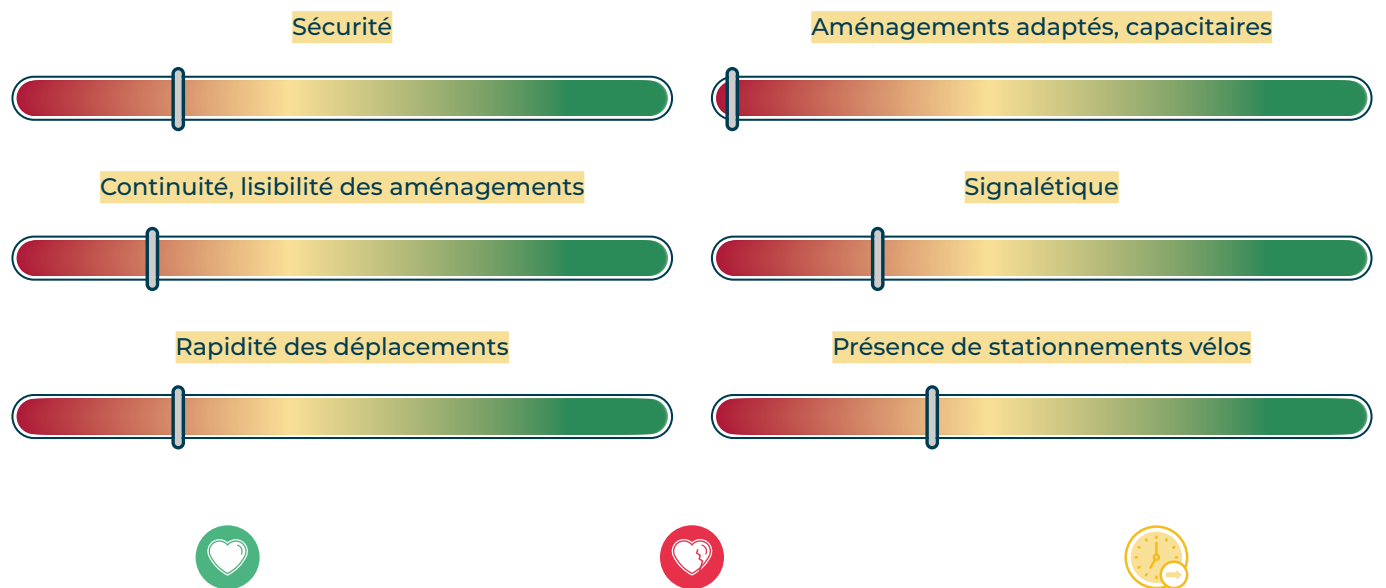 Sécurité
Aménagements adaptés, capacitaires
Continuité, lisibilité des aménagements
Signalétique
Rapidité des déplacements
Présence de stationnements vélos